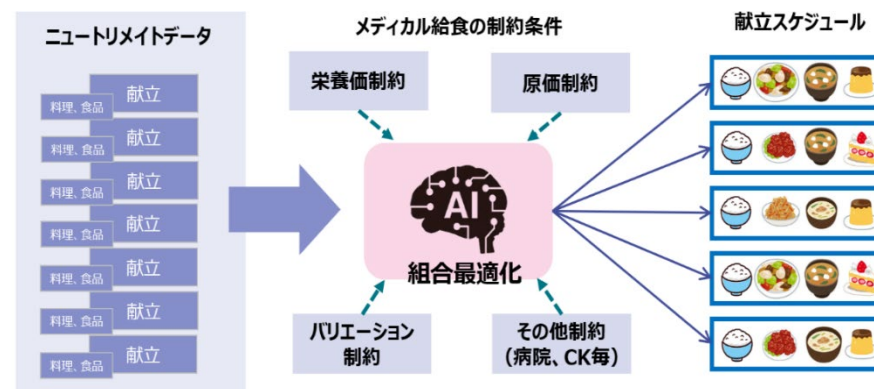 ニュートリメイトデータ
献立
料理、食品
献立
料理、食品
献立
料理、食品
献立
料理、食品
献立
料理、食品
献立
料理、食品
献立
料理、食品
メディカル給食の制約条件
栄養価制約
原価制約
AI
組合最適化
バリエーション
制約
その他制約
(病院、CK毎)
献立スケジュール